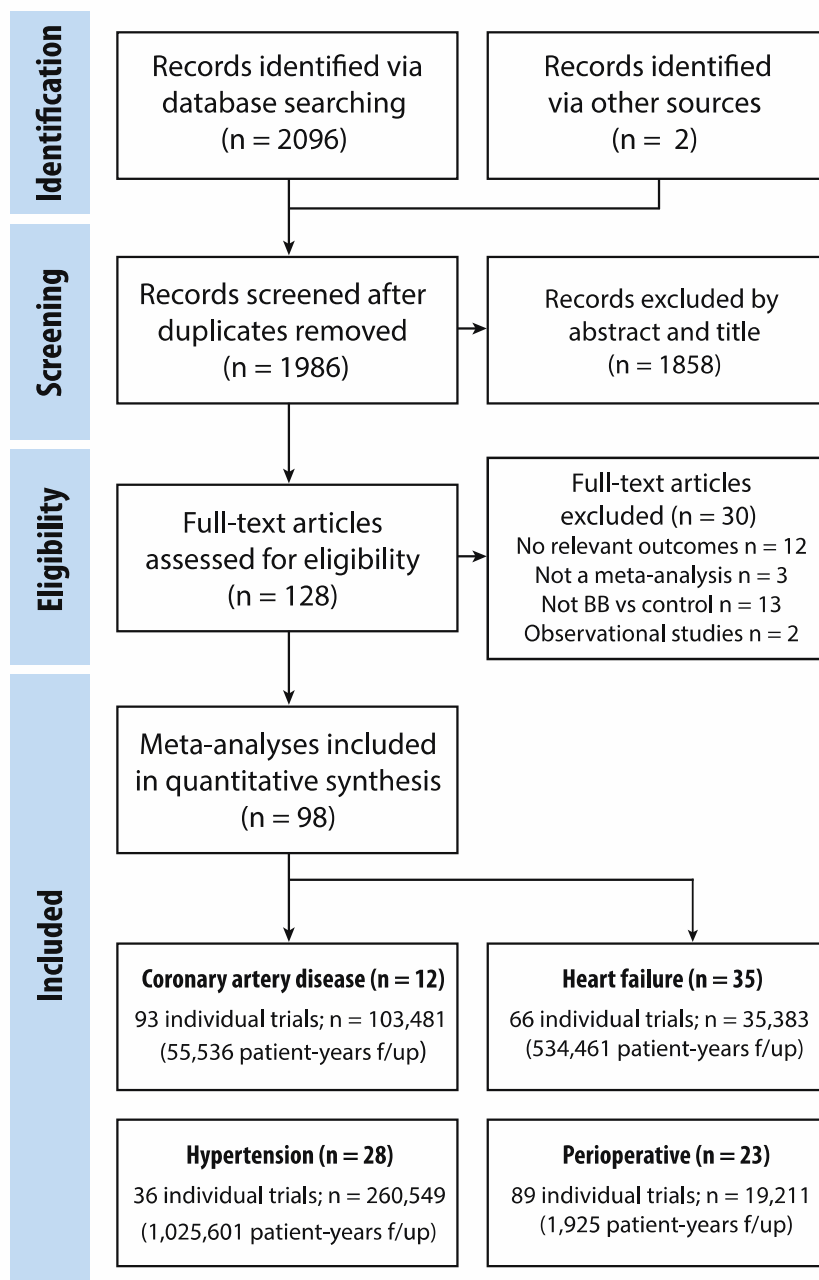 Identification
Records identified via
database searching
(n = 2096)
Records identified
via other sources
(n = 2)
Screening
Records screened after
duplicates removed
(n = 1986)
Records excluded by
abstract and title
(n = 1858)
Eligibility
Full-text articles
assessed for eligibility
(n = 128)
Full-text articles
excluded (n = 30)
No relevant outcomes n = 12
Not a meta-analysis n = 3
Not BB vs control n = 13
Observational studies n = 2
Included
Meta-analyses included
in quantitative synthesis
(n = 98)
Coronary artery disease (n = 12)
93 individual trials; n = 103,481
(55,536 patient-years f/up)
Heart failure (n = 35)
66 individual trials; n = 35,383
(534,461 patient-years f/up)
Hypertension (n = 28)
36 individual trials; n = 260,549
(1,025,601 patient-years f/up)
Perioperative (n = 23)
89 individual trials; n = 19,211
(1,925 patient-years f/up)